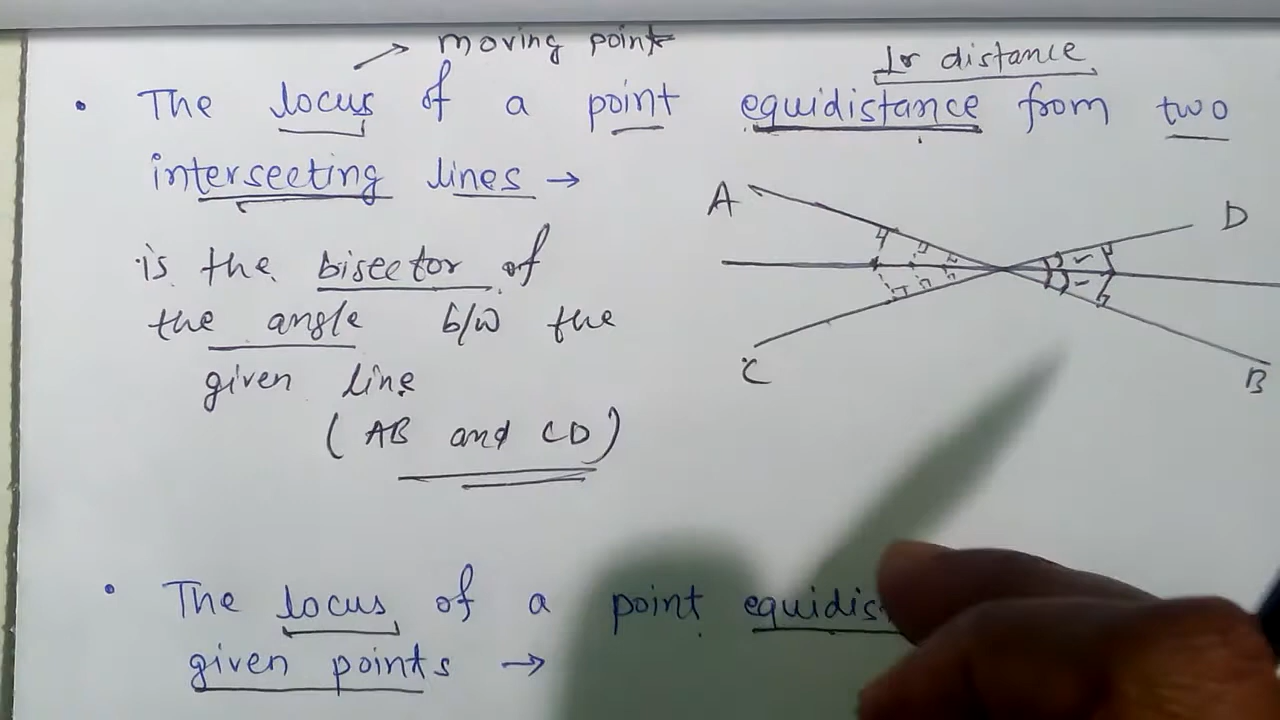 moving point
⊥r distance
• The locus of a point equidistance from two
intersecting lines →
is the bisector of
the angle b/w the
given line
(AB and CD)
A
D
C
B
• The locus of a point
given points →